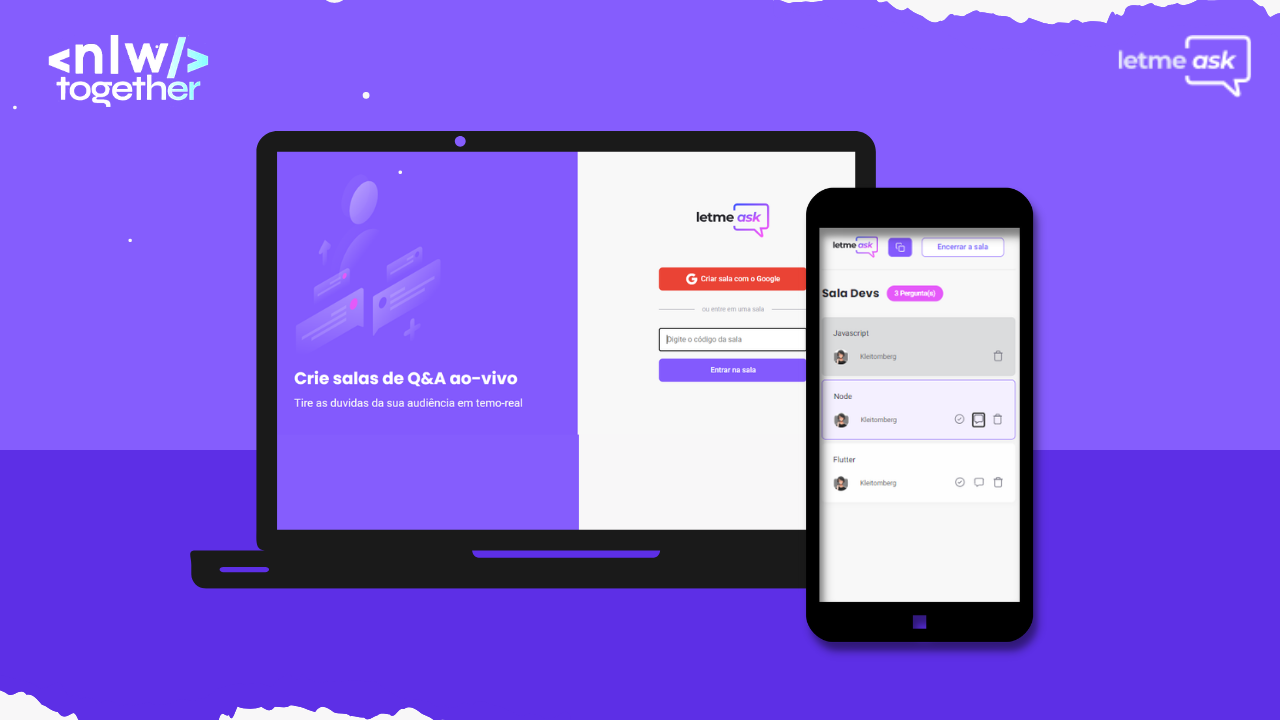 <nlw/>
together
letme ask
letme ask
Criar sala com o Google
ou entre em uma sala
Digite o código da sala
Entrar na sala
Crie salas de Q&A ao-vivo
Tire as duvidas da sua audiência em temo-real
letme ask
Encerrar a sala
Sala Devs
3 Pergunta(s)
Javascript
Kleitomberg
Node
Kleitomberg
Flutter
Kleitomberg